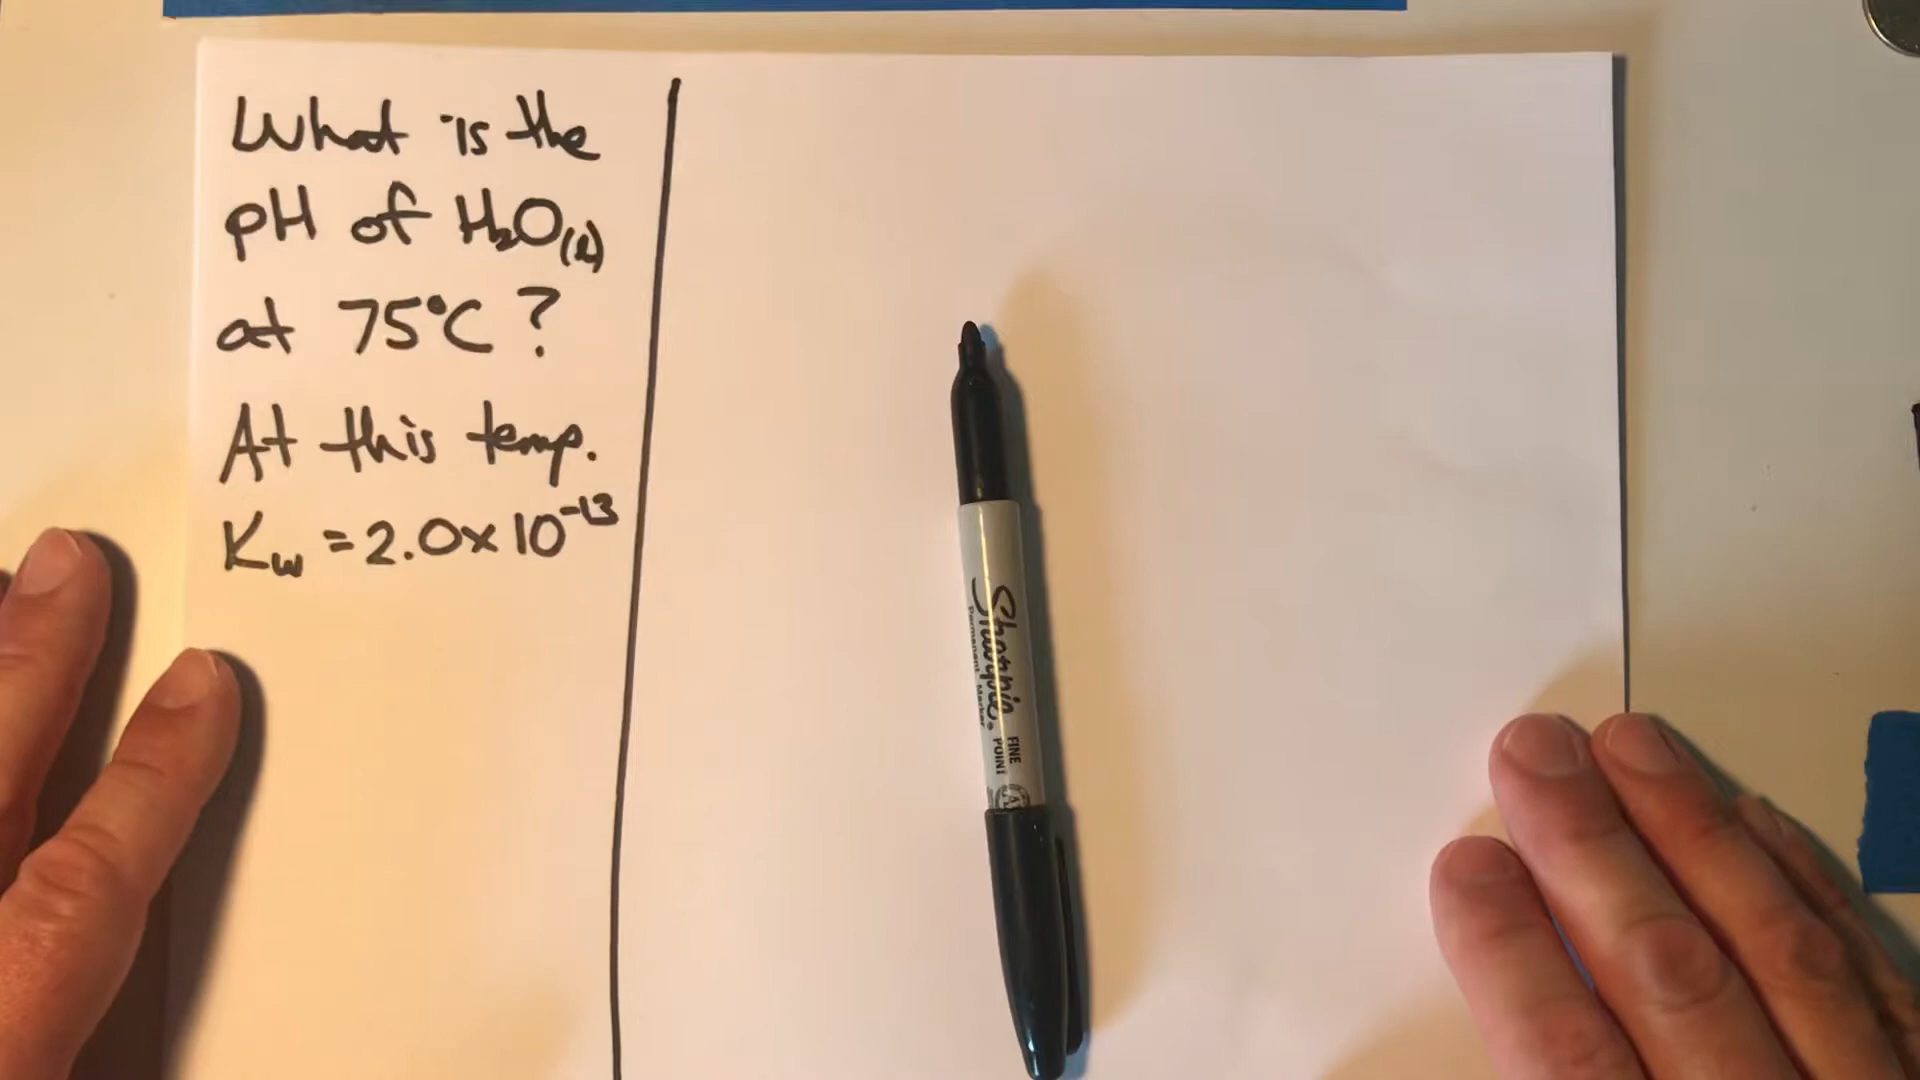 What is the
pH of H₂O(l)
at 75°C?
At this temp.
Kw = 2.0x10⁻¹³
Sharpie.
Permanent Marker
FINE
POINT